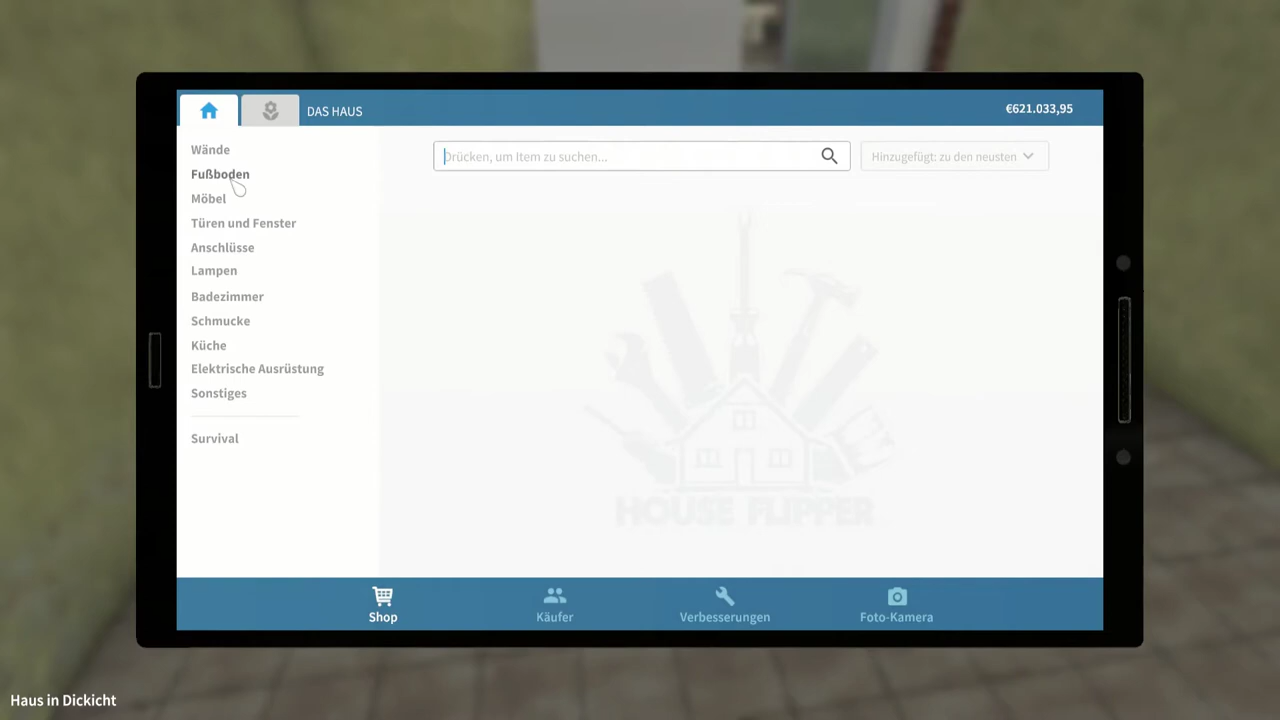 DAS HAUS
€621.033,95
Drücken, um Item zu suchen...
Hinzugefügt: zu den neusten
Wände
Fußboden
Möbel
Türen und Fenster
Anschlüsse
Lampen
Badezimmer
Schmucke
Küche
Elektrische Ausrüstung
Sonstiges
Survival
HOUSE FLIPPER
Shop
Käufer
Verbesserungen
Foto-Kamera
Haus in Dickicht